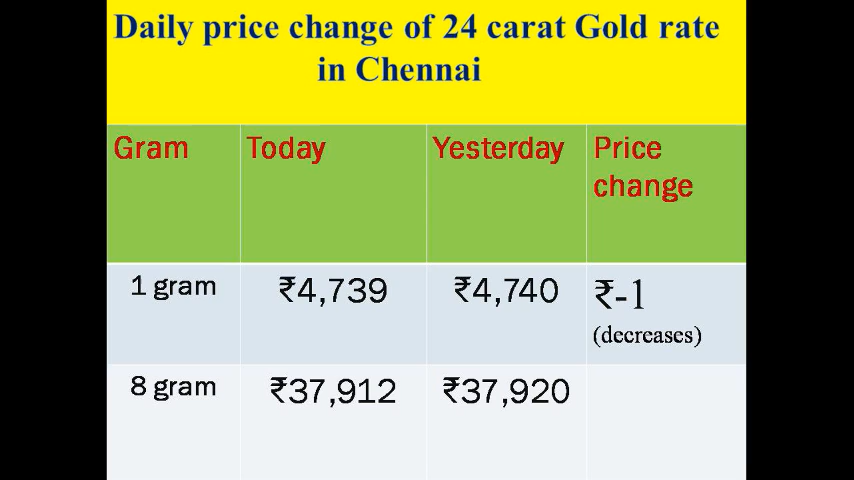 Daily price change of 24 carat Gold rate
in Chennai
Gram Today Yesterday Price
change
1 gram ₹4,739 ₹4,740 ₹-1
(decreases)
8 gram ₹37,912 ₹37,920